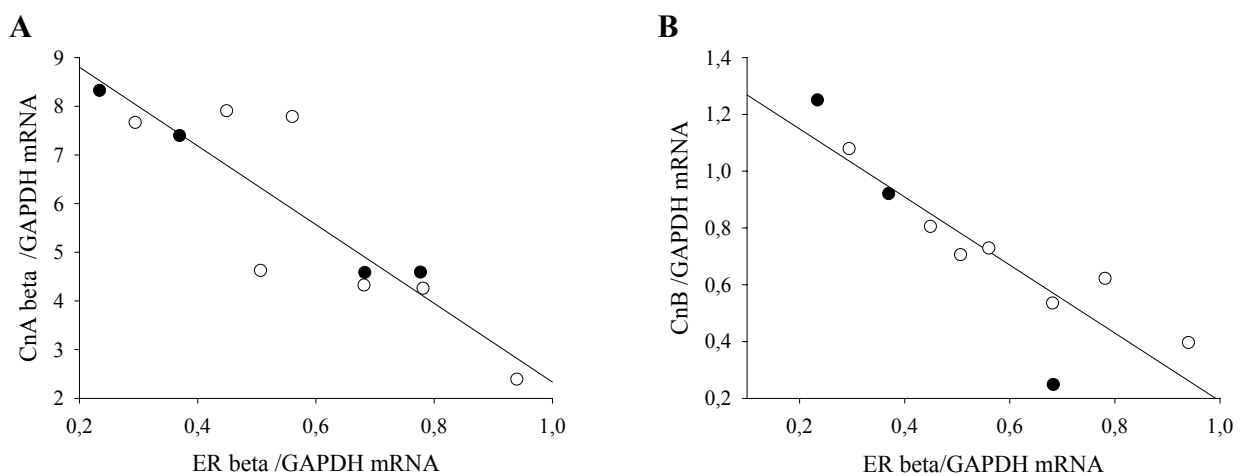 A
9
8
7
6
5
4
3
2
CnA beta /GAPDH mRNA
0,2 0,4 0,6 0,8 1,0
ER beta /GAPDH mRNA
B
1,4
1,2
1,0
0,8
0,6
0,4
0,2
CnB /GAPDH mRNA
0,2 0,4 0,6 0,8 1,0
ER beta/GAPDH mRNA